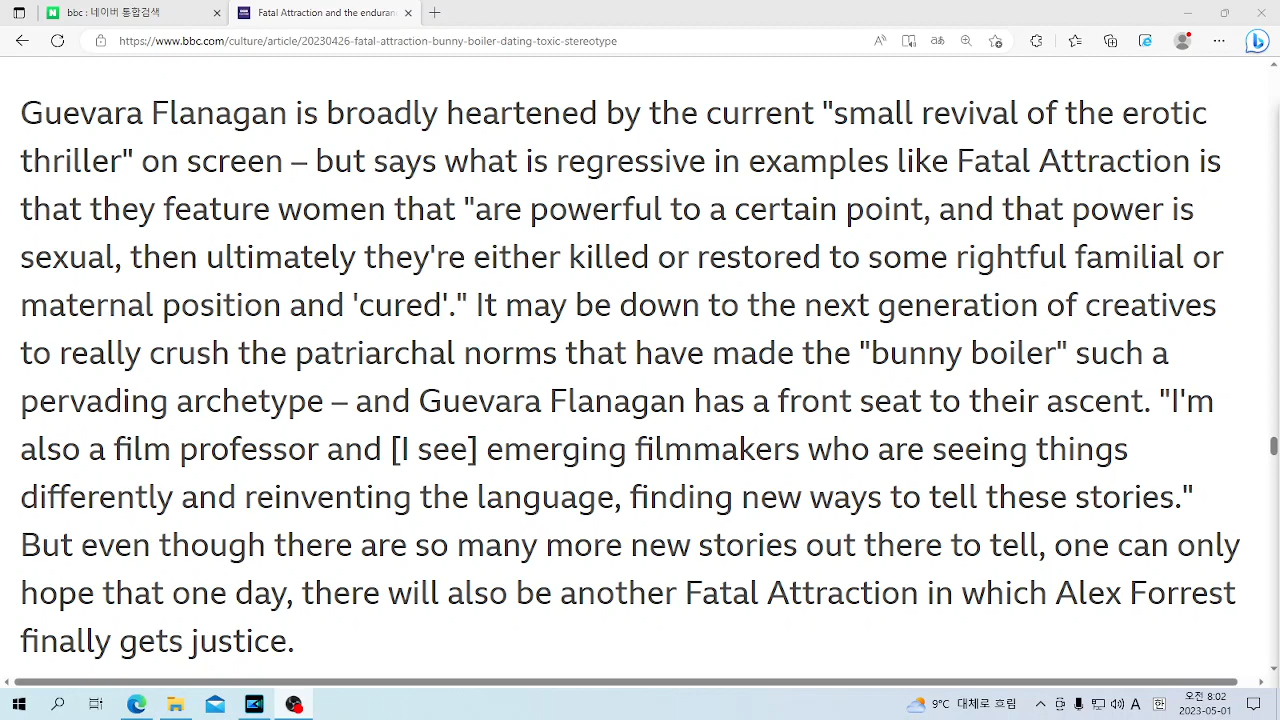 bbc : 네이버 통합검색
Fatal Attraction and the enduran
https://www.bbc.com/culture/article/20230426-fatal-attraction-bunny-boiler-dating-toxic-stereotype
Guevara Flanagan is broadly heartened by the current "small revival of the erotic
thriller" on screen – but says what is regressive in examples like Fatal Attraction is
that they feature women that "are powerful to a certain point, and that power is
sexual, then ultimately they're either killed or restored to some rightful familial or
maternal position and 'cured'." It may be down to the next generation of creatives
to really crush the patriarchal norms that have made the "bunny boiler" such a
pervading archetype – and Guevara Flanagan has a front seat to their ascent. "I'm
also a film professor and [I see] emerging filmmakers who are seeing things
differently and reinventing the language, finding new ways to tell these stories."
But even though there are so many more new stories out there to tell, one can only
hope that one day, there will also be another Fatal Attraction in which Alex Forrest
finally gets justice.
9°C 대체로 흐림
A
한
오전 8:02
2023-05-01